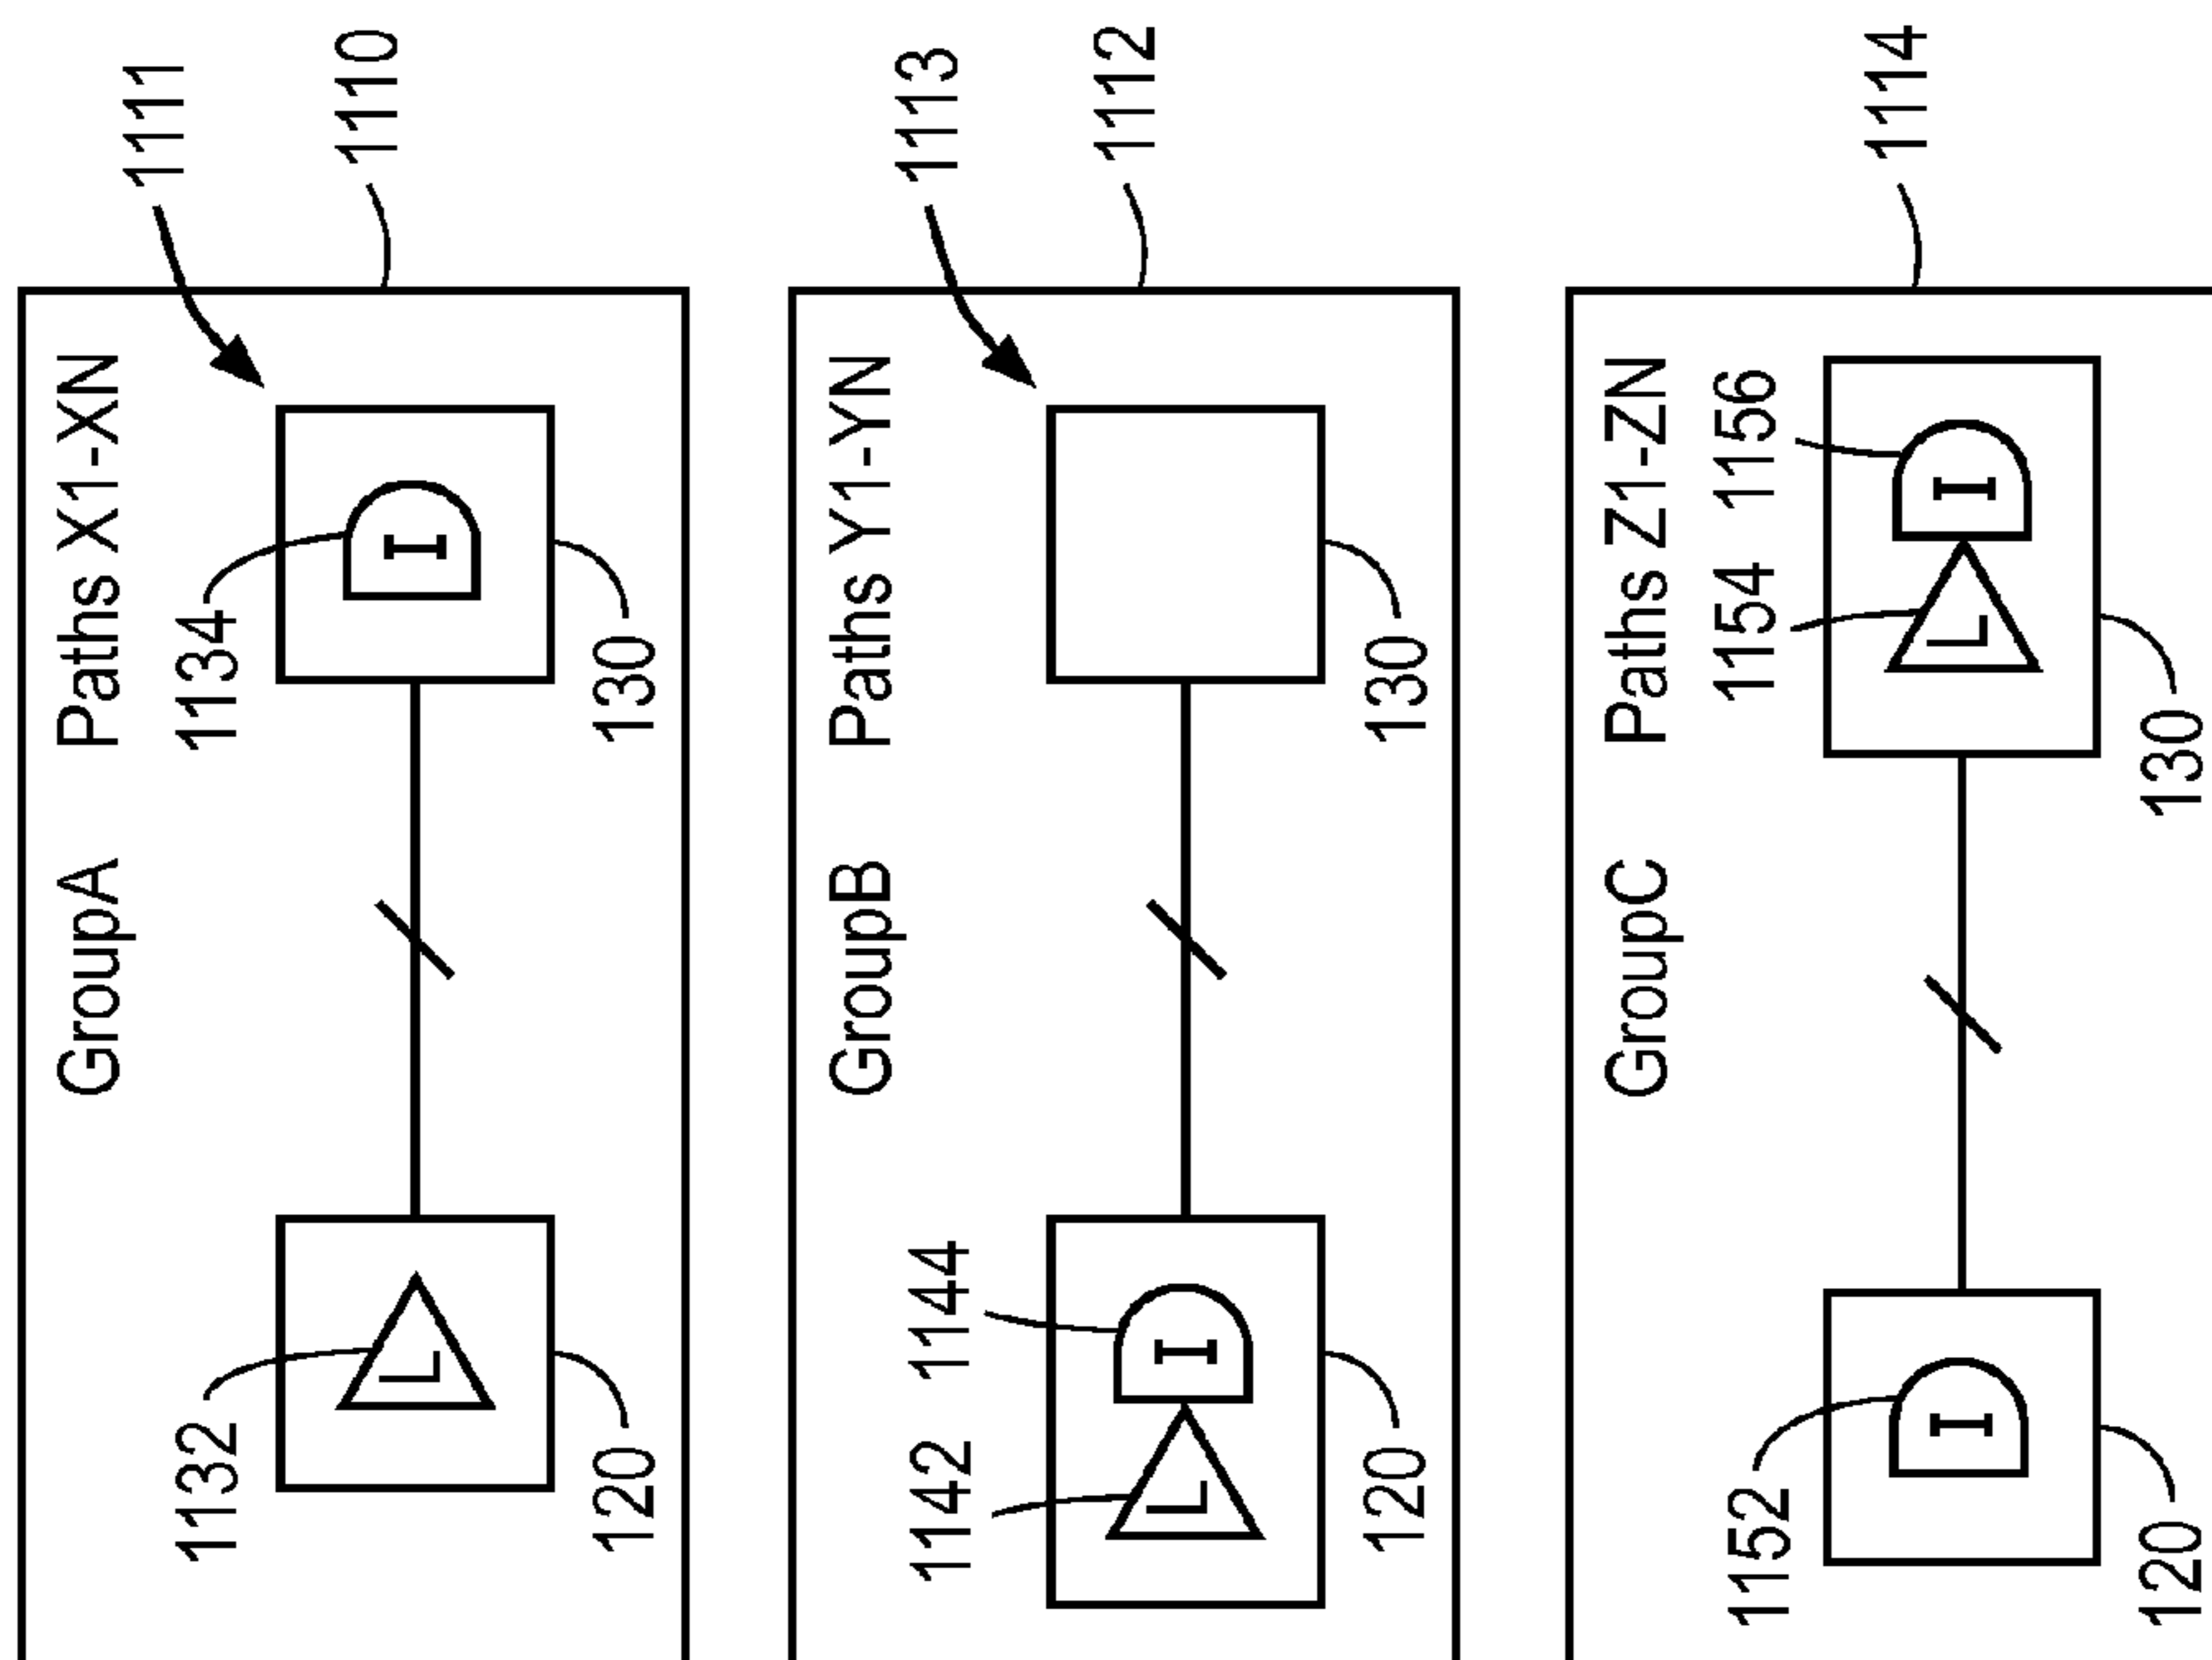 1111
1110
GroupA
Paths X1-XN
1132
1134
L
I
120
130
1113
1112
GroupB
Paths Y1-YN
1142
1144
L
I
120
130
1114
GroupC
Paths Z1-ZN
1152
1154
1156
I
L
I
120
130